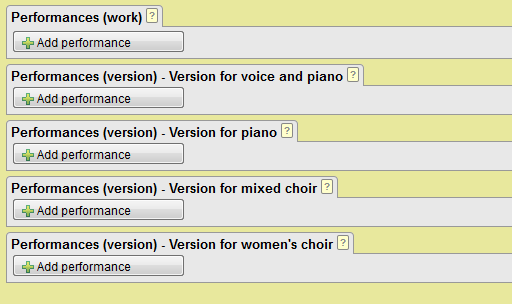 Performances (work) ?
Add performance
Performances (version) - Version for voice and piano ?
Add performance
Performances (version) - Version for piano ?
Add performance
Performances (version) - Version for mixed choir ?
Add performance
Performances (version) - Version for women's choir ?
Add performance